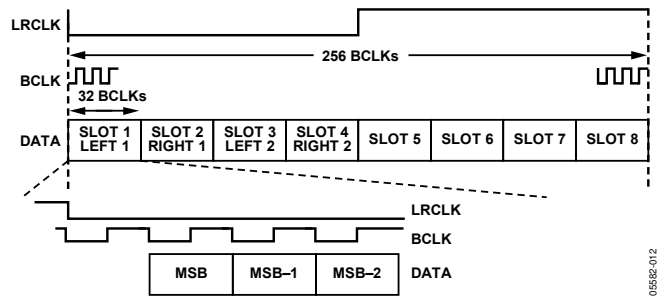 LRCLK
256 BCLKs
BCLK
32 BCLKs
DATA
SLOT 1
LEFT 1
SLOT 2
RIGHT 1
SLOT 3
LEFT 2
SLOT 4
RIGHT 2
SLOT 5
SLOT 6
SLOT 7
SLOT 8
LRCLK
BCLK
MSB
MSB–1
MSB–2
DATA
05582-012